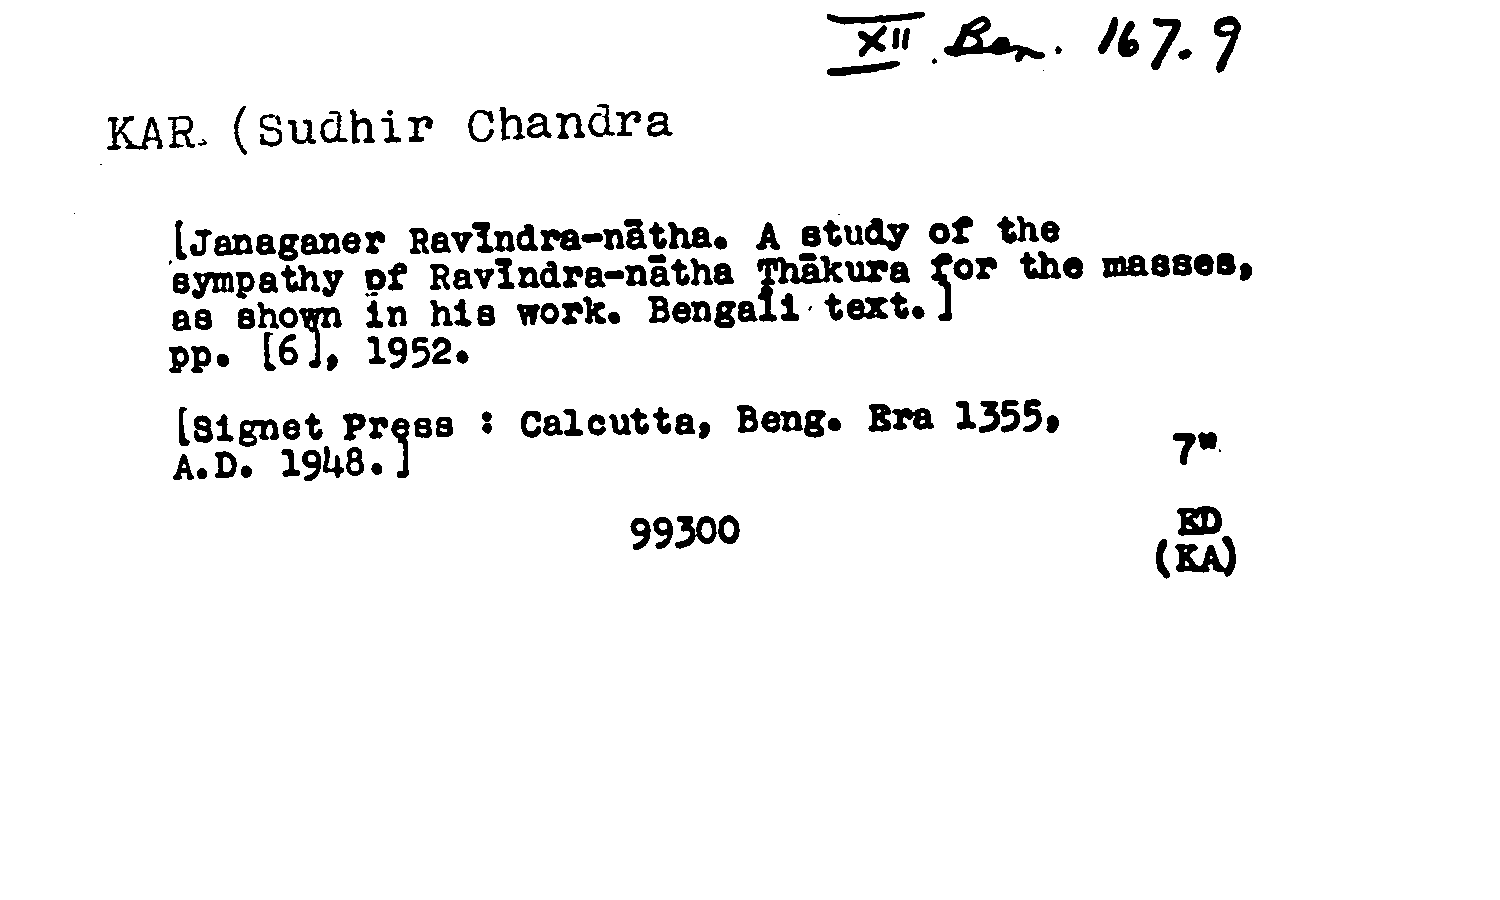 XII. Ben. 167.9
KAR. (Sudhir Chandra
[Janaganer Ravīndra-nātha. A study of the
sympathy of Ravīndra-nātha Ṭhākura for the masses,
as shown in his work. Bengali text.]
pp. [6], 1952.
[Signet Press : Calcutta, Beng. Era 1355,
A.D. 1948.]
7"
99300
ED
(KA)